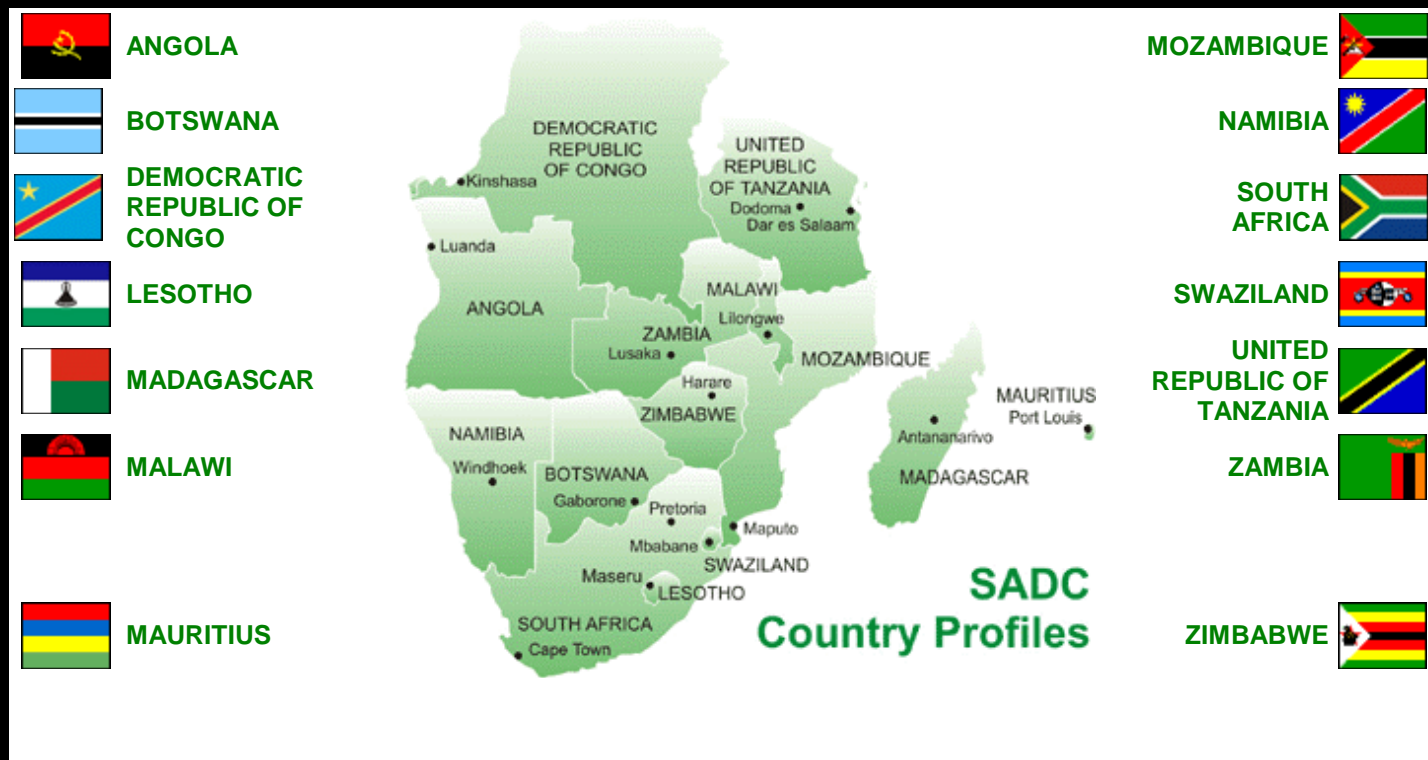 ANGOLA
BOTSWANA
DEMOCRATIC
REPUBLIC OF
CONGO
LESOTHO
MADAGASCAR
MALAWI
MAURITIUS
DEMOCRATIC
REPUBLIC
OF CONGO
Kinshasa
UNITED
REPUBLIC
OF TANZANIA
Dodoma
Dar es Salaam
Luanda
ANGOLA
MALAWI
Lilongwe
ZAMBIA
Lusaka
MOZAMBIQUE
Harare
ZIMBABWE
MAURITIUS
Port Louis
Antananarivo
MADAGASCAR
NAMIBIA
Windhoek
BOTSWANA
Gaborone
Pretoria
Maputo
Mbabane
SWAZILAND
Maseru
LESOTHO
SOUTH AFRICA
Cape Town
SADC
Country Profiles
MOZAMBIQUE
NAMIBIA
SOUTH
AFRICA
SWAZILAND
UNITED
REPUBLIC OF
TANZANIA
ZAMBIA
ZIMBABWE